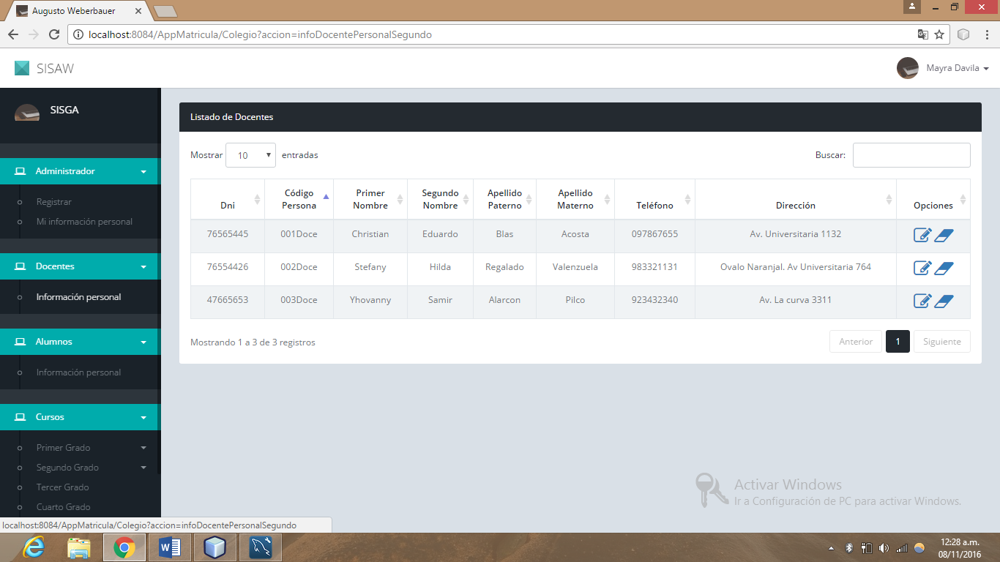 Augusto Weberbauer
localhost:8084/AppMatricula/Colegio?accion=infoDocentePersonalSegundo
SISAW
Mayra Davila
SISGA
Administrador
Registrar
Mi información personal
Docentes
Información personal
Alumnos
Información personal
Cursos
Primer Grado
Segundo Grado
Tercer Grado
Cuarto Grado
Listado de Docentes
Mostrar 10 entradas Buscar:
Dni Código Persona Primer Nombre Segundo Nombre Apellido Paterno Apellido Materno Teléfono Dirección Opciones
76565445 001Doce Christian Eduardo Blas Acosta 097867655 Av. Universitaria 1132
76554426 002Doce Stefany Hilda Regalado Valenzuela 983321131 Ovalo Naranjal. Av Universitaria 764
47665653 003Doce Yhovanny Samir Alarcon Pilco 923432340 Av. La curva 3311
Mostrando 1 a 3 de 3 registros Anterior 1 Siguiente
Activar Windows
Ir a Configuración de PC para activar Windows.
localhost:8084/AppMatricula/Colegio?accion=infoDocentePersonalSegundo
12:28 a.m.
08/11/2016